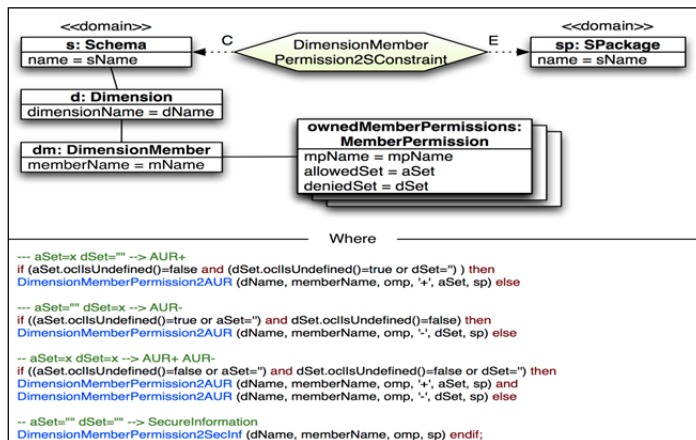 <<domain>>
<<domain>>
s: Schema
name = sName
C
DimensionMember
Permission2SConstraint
E
sp: SPackage
name = sName
d: Dimension
dimensionName = dName
dm: DimensionMember
memberName = mName
ownedMemberPermissions:
MemberPermission
mpName = mpName
allowedSet = aSet
deniedSet = dSet
Where
--- aSet=x dSet="" --> AUR+
if (aSet.oclIsUndefined()=false and (dSet.oclIsUndefined()=true or dSet='') ) then
DimensionMemberPermission2AUR (dName, memberName, omp, '+', aSet, sp) else
--- aSet="" dSet=x --> AUR-
if ((aSet.oclIsUndefined()=true or aSet='') and dSet.oclIsUndefined()=false) then
DimensionMemberPermission2AUR (dName, memberName, omp, '-', dSet, sp) else
-- aSet=x dSet=x --> AUR+ AUR-
if ((aSet.oclIsUndefined()=false or aSet='') and dSet.oclIsUndefined()=false or dSet='') then
DimensionMemberPermission2AUR (dName, memberName, omp, '+', aSet, sp) and
DimensionMemberPermission2AUR (dName, memberName, omp, '-', dSet, sp) else
-- aSet="" dSet="" --> SecureInformation
DimensionMemberPermission2SecInf (dName, memberName, omp, sp) endif;